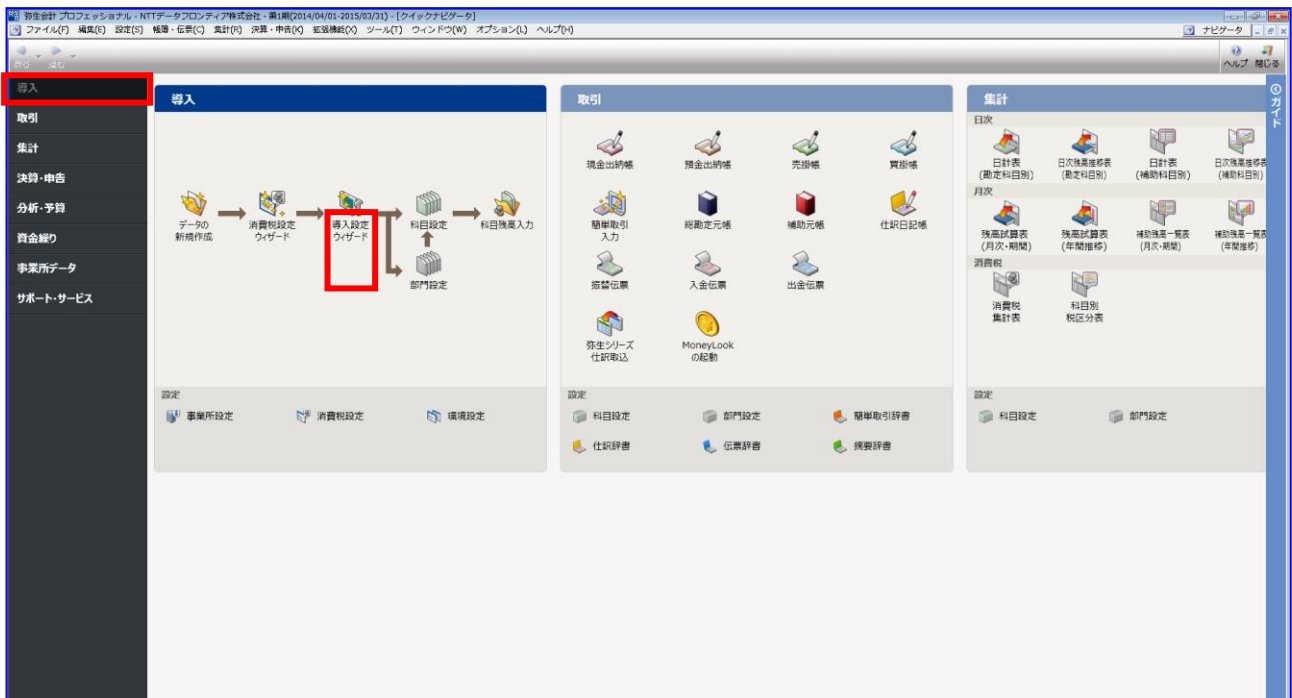 弥生会計 プロフェッショナル - NTTデータフロンティア株式会社 - 第1期(2014/04/01-2015/03/31) - [クイックナビゲータ]
ファイル(F) 編集(E) 設定(S) 帳簿・伝票(C) 集計(R) 決算・申告(K) 拡張機能(X) ツール(T) ウィンドウ(W) オプション(L) ヘルプ(H) ナビゲータ
戻る 進む ヘルプ 閉じる
導入
取引
集計
決算・申告
分析・予算
資金繰り
事業所データ
サポート・サービス
導入
データの
新規作成
消費税設定
ウィザード
導入設定
ウィザード
科目設定
科目残高入力
部門設定
設定
事業所設定 消費税設定 環境設定
取引
現金出納帳 預金出納帳 売掛帳 買掛帳
簡単取引
入力
総勘定元帳 補助元帳 仕訳日記帳
振替伝票 入金伝票 出金伝票
弥生シリーズ
仕訳取込
MoneyLook
の起動
設定
科目設定 部門設定 簡単取引辞書
仕訳辞書 伝票辞書 摘要辞書
集計
日次
日計表
(勘定科目別)
日次残高推移表
(勘定科目別)
日計表
(補助科目別)
日次残高推移表
(補助科目別)
月次
残高試算表
(月次・期間)
残高試算表
(年間推移)
補助残高一覧表
(月次・期間)
補助残高一覧表
(年間推移)
消費税
消費税
集計表
科目別
税区分表
設定
科目設定 部門設定
ガイド